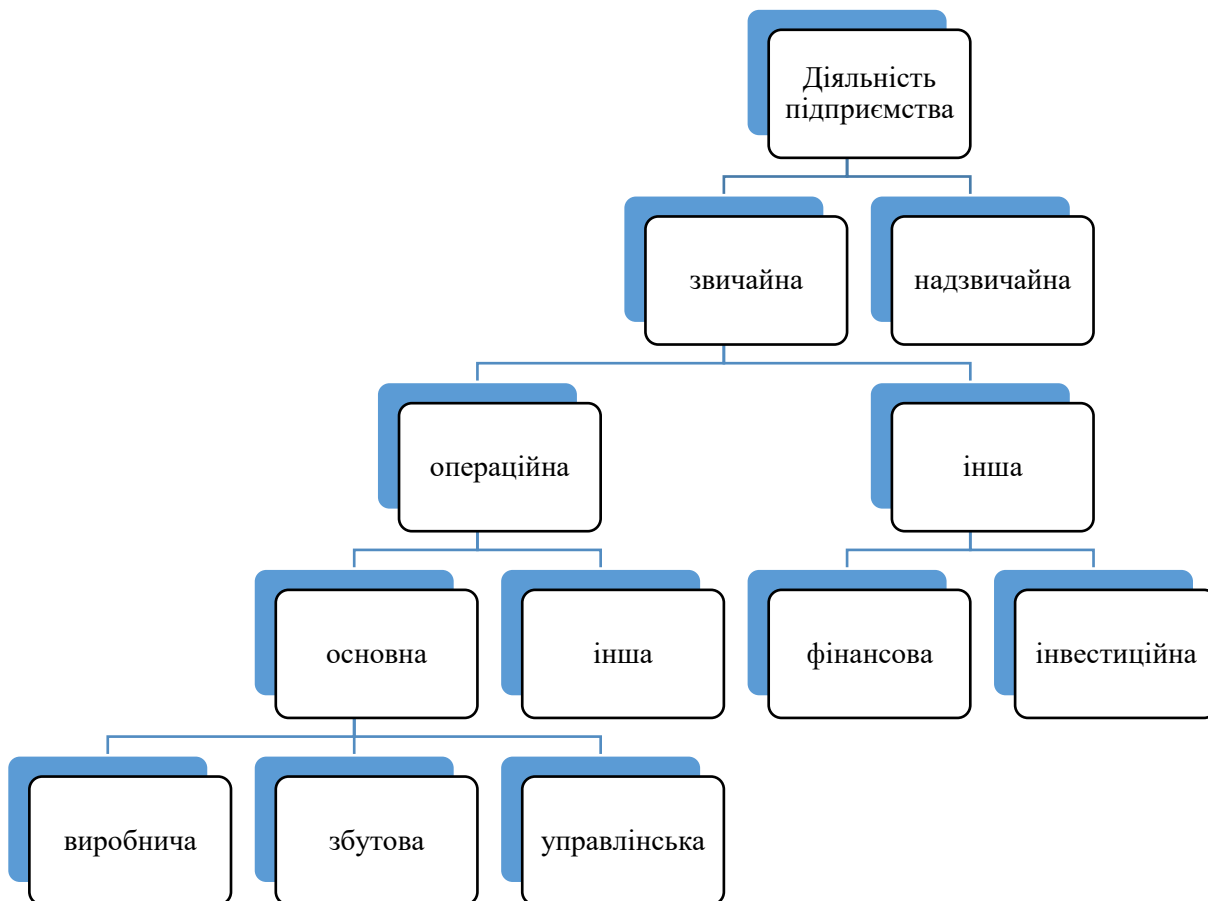 Діяльність
підприємства
звичайна
надзвичайна
операційна
інша
основна
інша
фінансова
інвестиційна
виробнича
збутова
управлінська